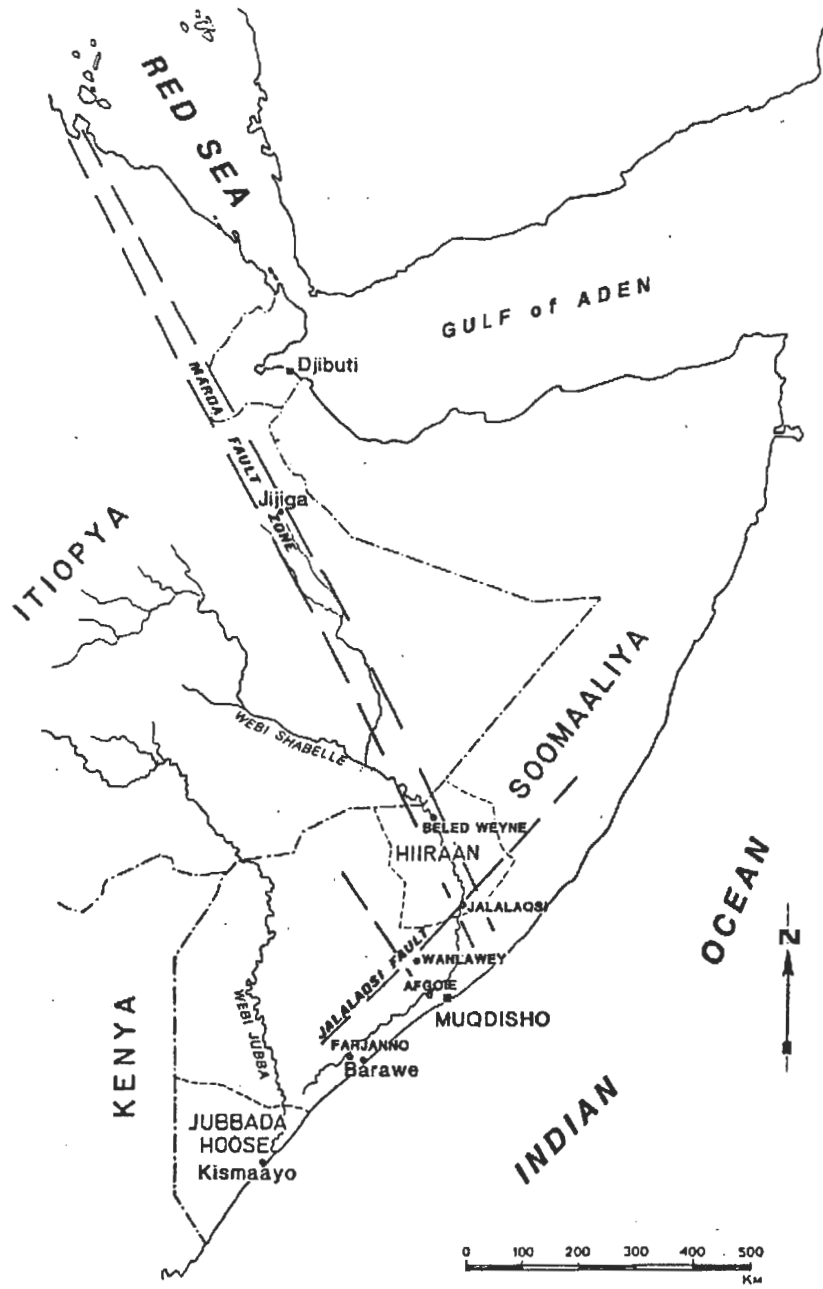 RED SEA
GULF of ADEN
Djibuti
MARDA FAULT ZONE
Jijiga
ITIOPYA
SOOMAALIYA
WEBI SHABELLE
BELED WEYNE
HIIRAAN
OCEAN
JALALAQSI
N
JALALAQSI FAULT
WANLAWEY
AFGOIE
WEBI JUBBA
MUQDISHO
KENYA
FARJANNO
Barawe
INDIAN
JUBBADA
HOOSE
Kismaayo
0 100 200 300 400 500
KM